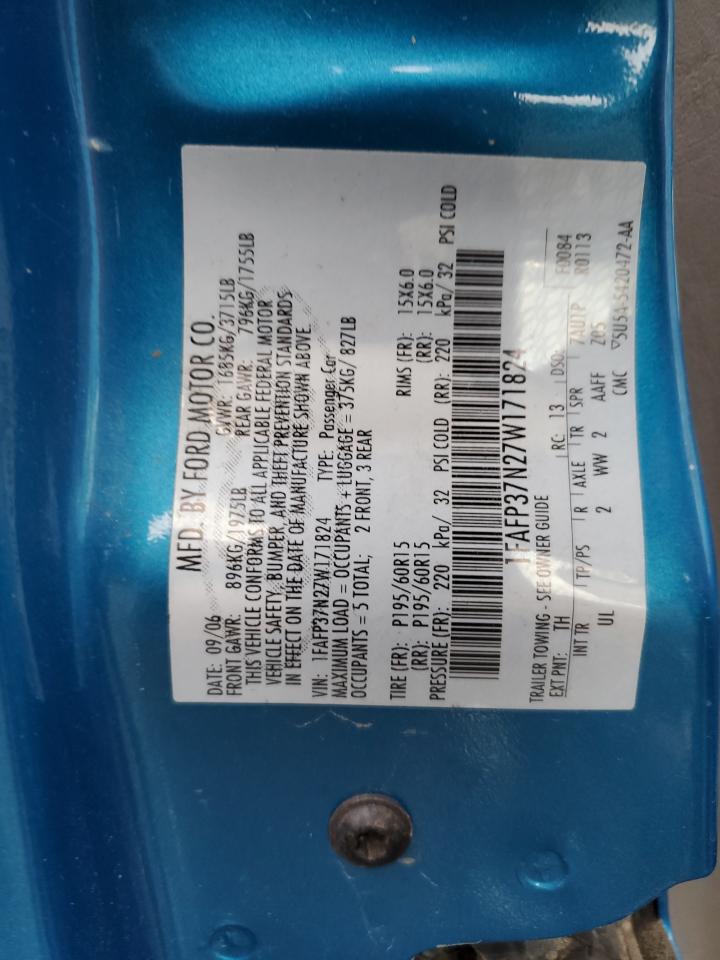 MFD. BY FORD MOTOR CO.
DATE: 09/06 GVWR: 1685KG/3715LB
FRONT GAWR: 896KG/1975LB REAR GAWR: 796KG/1755LB
THIS VEHICLE CONFORMS TO ALL APPLICABLE FEDERAL MOTOR
VEHICLE SAFETY, BUMPER, AND THEFT PREVENTION STANDARDS
IN EFFECT ON THE DATE OF MANUFACTURE SHOWN ABOVE.
VIN: 1FAFP37N27W171824 TYPE: Passenger Car
MAXIMUM LOAD = OCCUPANTS + LUGGAGE = 375KG/ 827LB
OCCUPANTS = 5 TOTAL; 2 FRONT, 3 REAR
TIRE (FR): P195/60R15 RIMS (FR): 15X6.0
(RR): P195/60R15 (RR): 15X6.0
PRESSURE (FR): 220 kPa/ 32 PSI COLD (RR): 220 kPa/ 32 PSI COLD
1FAFP37N27W171824
TRAILER TOWING - SEE OWNER GUIDE
EXT PNT: TH RC: 13 DSO: F0084
INT TR TP/PS R AXLE TR SPR 7AU1P R0113
UL 2 WW 2 AAFF Z05
CMC ▽5U5A-5420472-AA